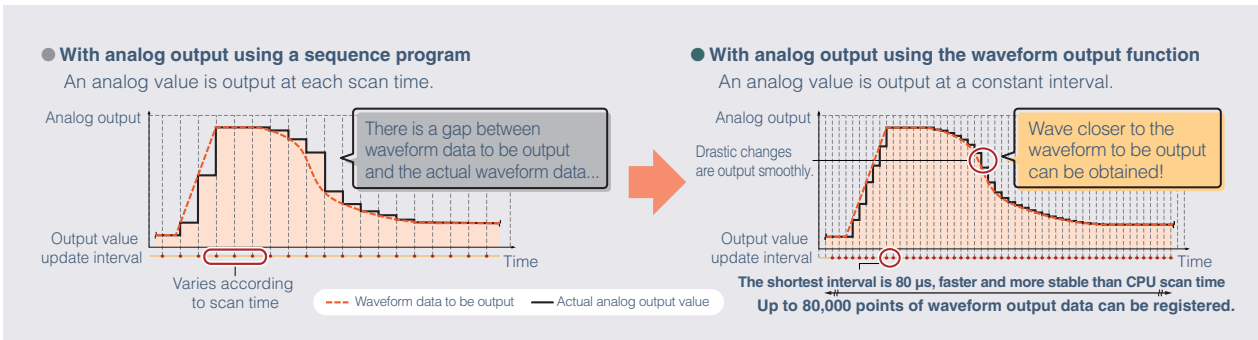 With analog output using a sequence program
An analog value is output at each scan time.
Analog output
There is a gap between
waveform data to be output
and the actual waveform data...
Output value
update interval
Time
Varies according
to scan time
Waveform data to be output
Actual analog output value
With analog output using the waveform output function
An analog value is output at a constant interval.
Analog output
Drastic changes
are output smoothly.
Wave closer to the
waveform to be output
can be obtained!
Output value
update interval
Time
The shortest interval is 80 μs, faster and more stable than CPU scan time
Up to 80,000 points of waveform output data can be registered.